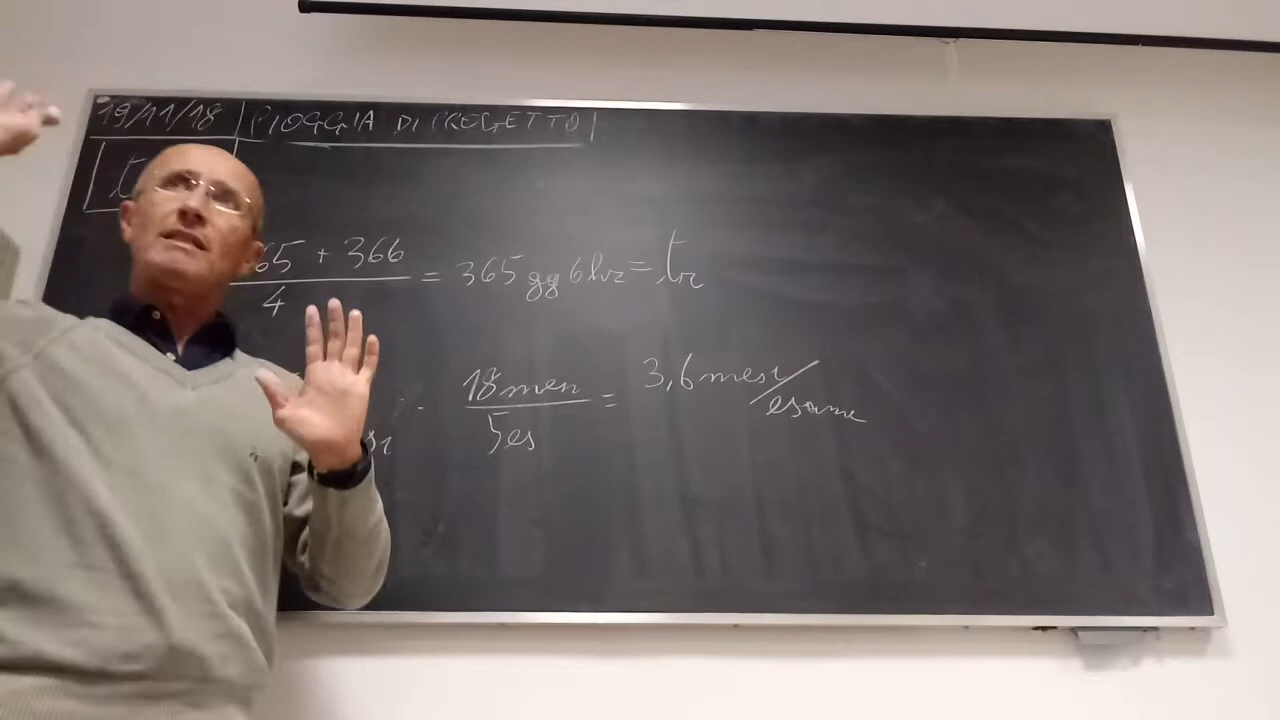 19/11/18 PIOGGIA DI PROGETTO
t
65 + 366 / 4 = 365 gg 6 hr = tr
18 mesi / 5 es = 3,6 mesi/esame